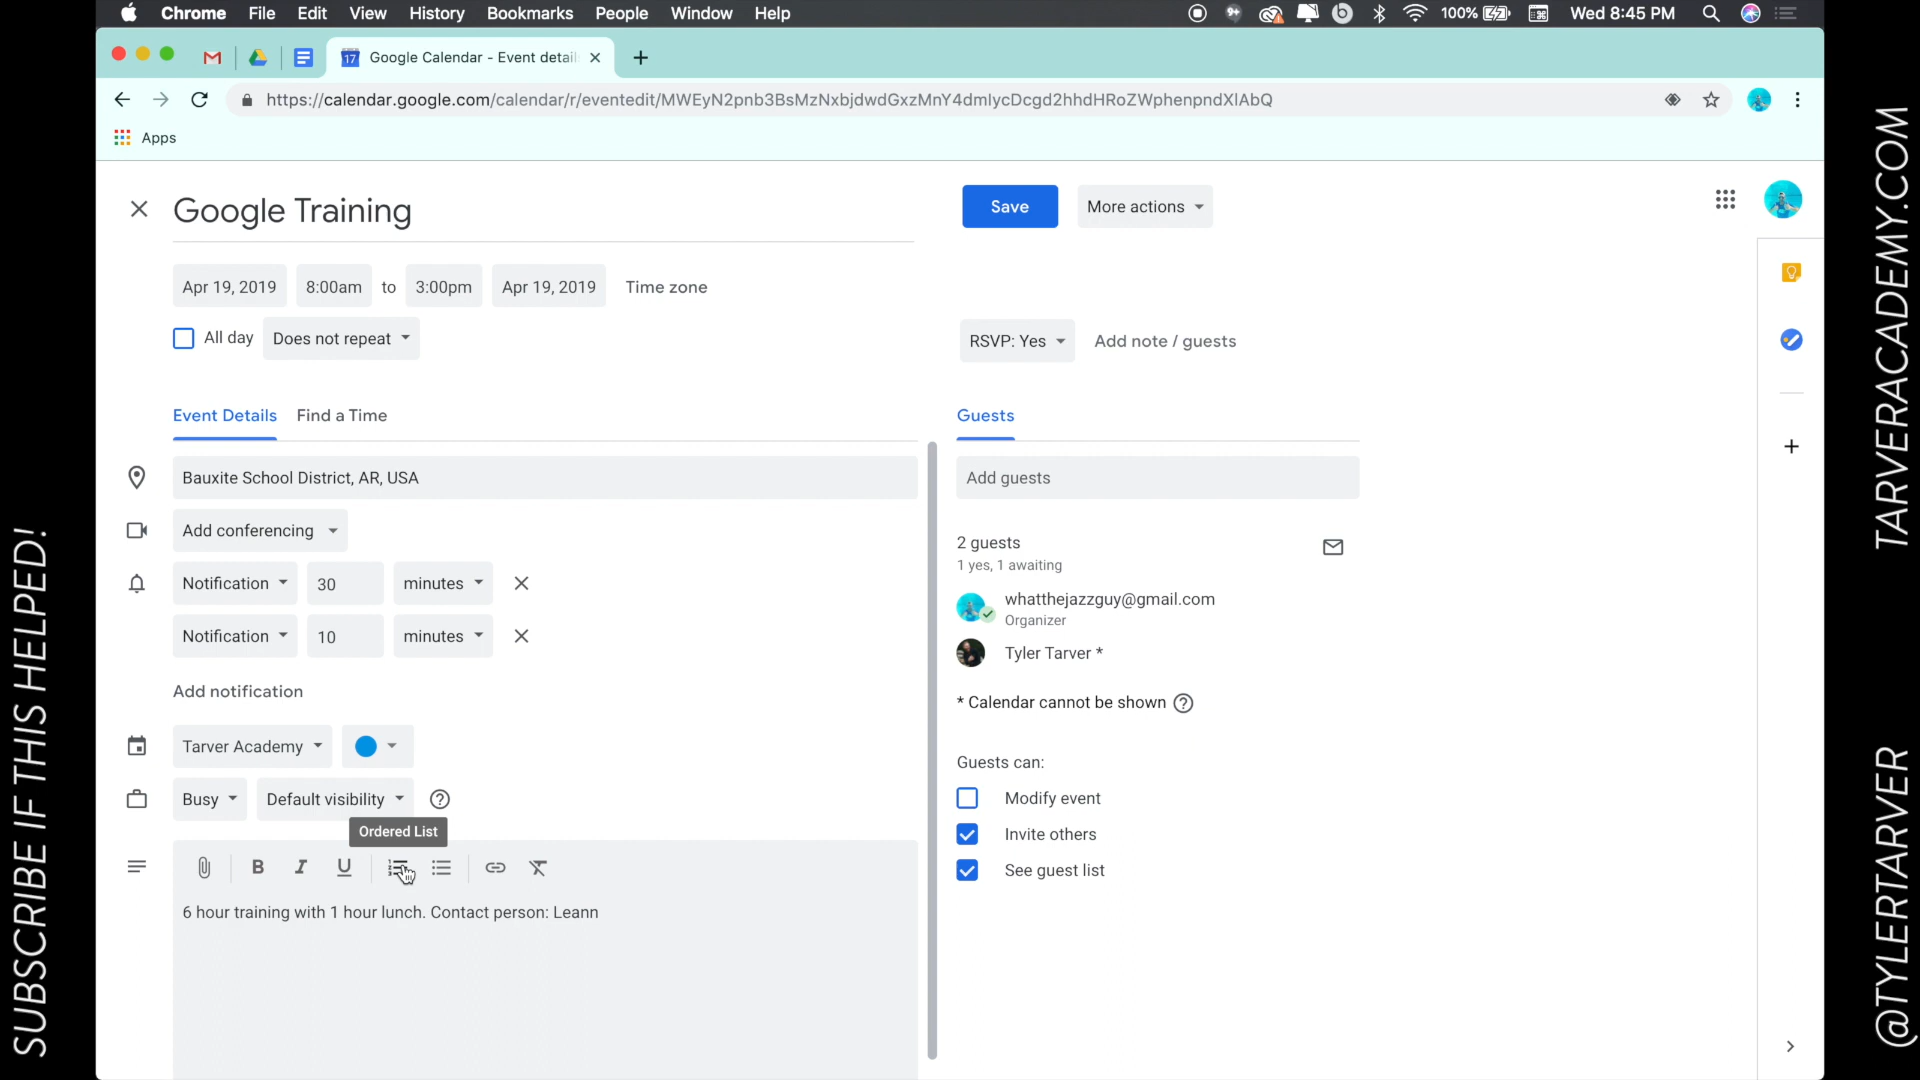 Chrome File Edit View History Bookmarks People Window Help 9+ 100% Wed 8:45 PM
17 Google Calendar - Event detail
https://calendar.google.com/calendar/r/eventedit/MWEyN2pnb3BsMzNxbjdwdGxzMnY4dmlycDcgd2hhdHRoZWphenpndXlAbQ
Apps
Google Training
Save
More actions
Apr 19, 2019 8:00am to 3:00pm Apr 19, 2019 Time zone
All day Does not repeat
RSVP: Yes Add note / guests
Event Details Find a Time
Bauxite School District, AR, USA
Add conferencing
Notification 30 minutes
Notification 10 minutes
Add notification
Tarver Academy
Busy Default visibility
Ordered List
B I U
6 hour training with 1 hour lunch. Contact person: Leann
Guests
Add guests
2 guests
1 yes, 1 awaiting
whatthejazzguy@gmail.com
Organizer
Tyler Tarver *
* Calendar cannot be shown
Guests can:
Modify event
Invite others
See guest list
SUBSCRIBE IF THIS HELPED!
TARVERACADEMY.COM
@TYLERTARVER